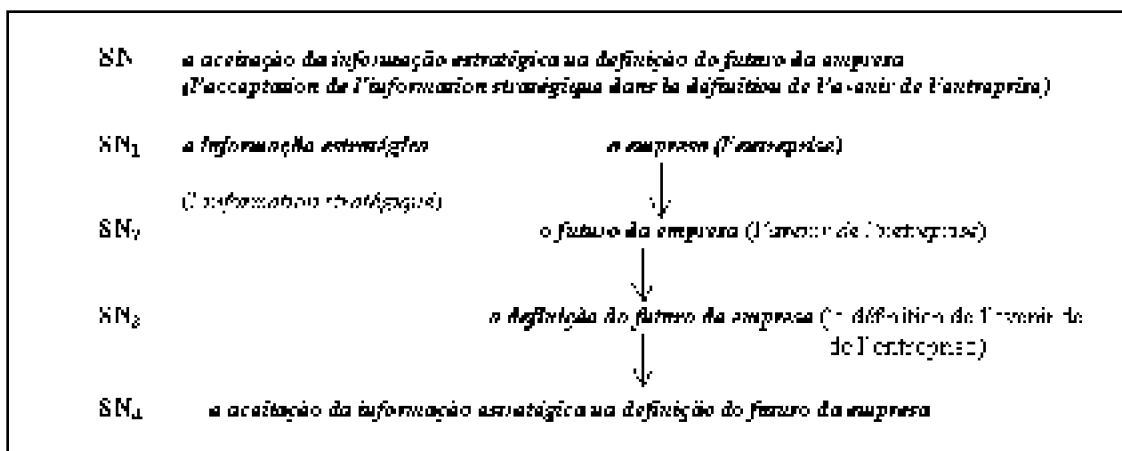 SN a aceitação da informação estratégica na definição do futuro da empresa
(l'acceptation de l'information stratégique dans la définition de l'avenir de l'entreprise)
SN1 a informação estratégica a empresa (l'entreprise)
(l'information stratégique)
SN2 o futuro da empresa (l'avenir de l'entreprise)
SN3 a definição do futuro da empresa (la définition de l'avenir de
de l'entreprise)
SN4 a aceitação da informação estratégica na definição do futuro da empresa